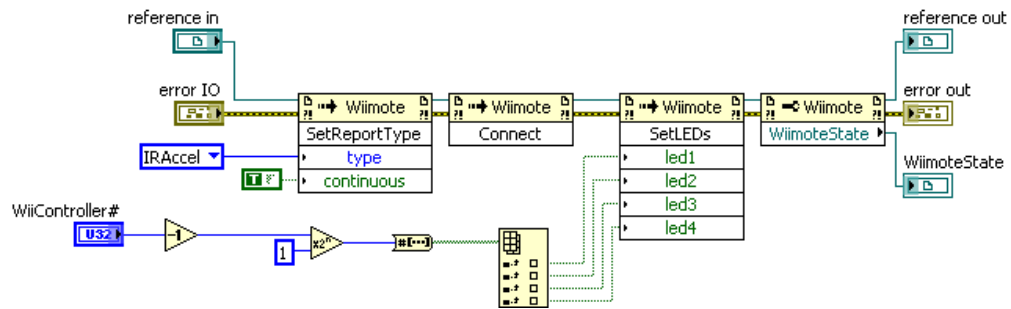 reference in
reference out
error IO
error out
Wiimote
Wiimote
Wiimote
Wiimote
SetReportType
Connect
SetLEDs
WiimoteState
IRAccel
type
led1
WiimoteState
T
continuous
led2
led3
led4
WiiController#
U32
-1
x2ⁿ
1
#[...]